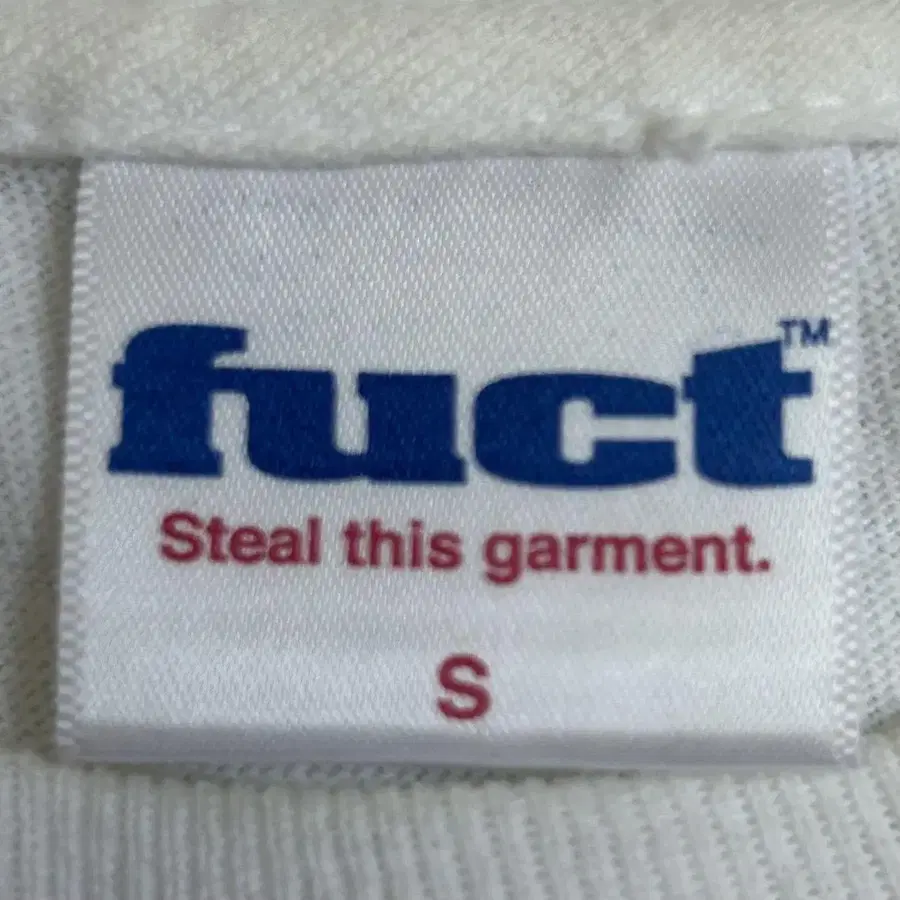 fuct™
Steal this garment.
S